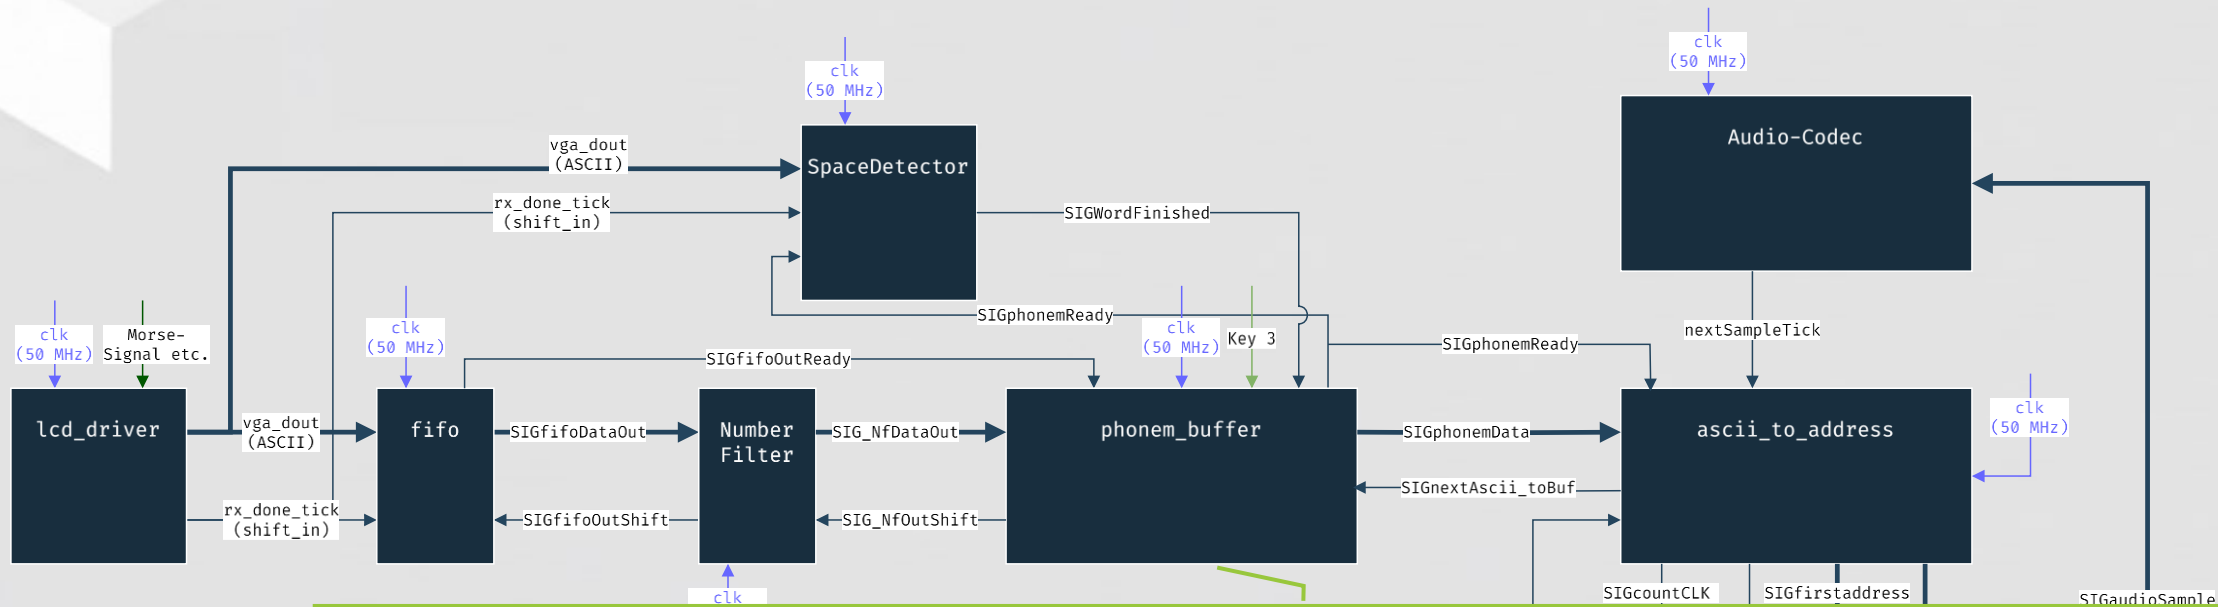 clk
(50 MHz)
clk
(50 MHz)
Audio-Codec
vga_dout
(ASCII)
SpaceDetector
rx_done_tick
(shift_in)
SIGWordFinished
SIGphonemReady
clk
(50 MHz)
Morse-
Signal etc.
clk
(50 MHz)
clk
(50 MHz)
Key 3
nextSampleTick
SIGfifoOutReady
SIGphonemReady
lcd_driver
vga_dout
(ASCII)
fifo
SIGfifoDataOut
Number
Filter
SIG_NfDataOut
phonem_buffer
SIGphonemData
ascii_to_address
clk
(50 MHz)
SIGnextAscii_toBuf
rx_done_tick
(shift_in)
SIGfifoOutShift
SIG_NfOutShift
clk
SIGcountCLK
SIGfirstaddress
SIGaudioSample